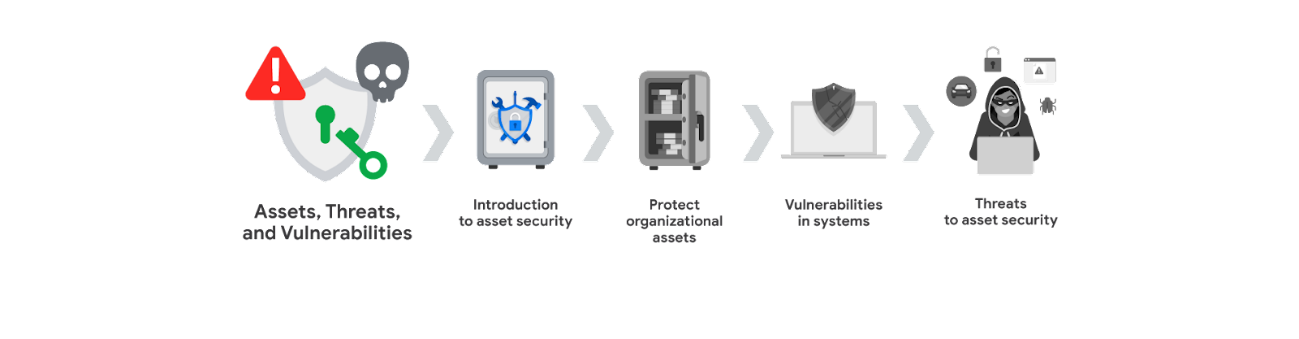 Assets, Threats,
and Vulnerabilities
Introduction
to asset security
Protect
organizational
assets
Vulnerabilities
in systems
Threats
to asset security